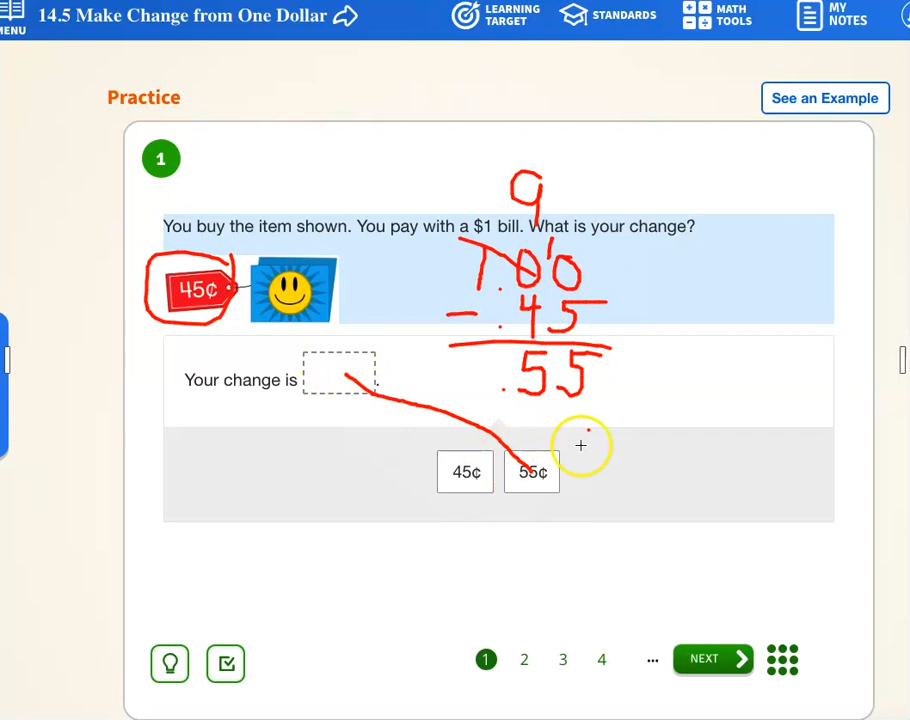 14.5 Make Change from One Dollar
LEARNING TARGET
STANDARDS
MATH TOOLS
MY NOTES
MENU
Practice
See an Example
1
9
You buy the item shown. You pay with a $1 bill. What is your change?
45¢
1.010
- .45
.55
Your change is .
45¢ 55¢
1 2 3 4 ... NEXT